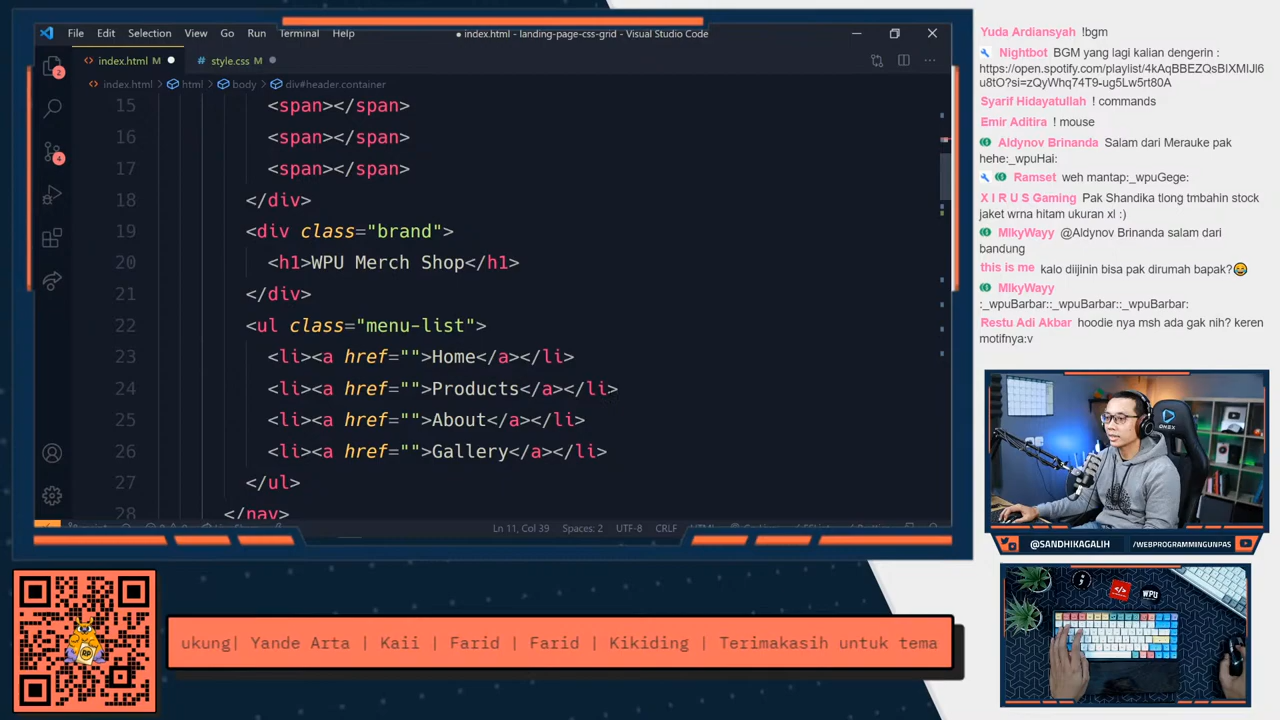 File Edit Selection View Go Run Terminal Help
● index.html - landing-page-css-grid - Visual Studio Code
index.html M ●
style.css M ●
index.html > html > body > div#header.container
15 <span></span>
16 <span></span>
17 <span></span>
18 </div>
19 <div class="brand">
20 <h1>WPU Merch Shop</h1>
21 </div>
22 <ul class="menu-list">
23 <li><a href="">Home</a></li>
24 <li><a href="">Products</a></li>
25 <li><a href="">About</a></li>
26 <li><a href="">Gallery</a></li>
27 </ul>
28 </nav>
2
4
Ln 11, Col 39 Spaces: 2 UTF-8 CRLF
Yuda Ardiansyah !bgm
Nightbot BGM yang lagi kalian dengerin :
https://open.spotify.com/playlist/4kAqBBEZQsBIXMIJl6
u8tO?si=zQyWhq74T9-ug5Lw5rt80A
Syarif Hidayatullah ! commands
Emir Aditira ! mouse
Aldynov Brinanda Salam dari Merauke pak
hehe:_wpuHai:
Ramset weh mantap:_wpuGege:
X I R U S Gaming Pak Shandika tlong tmbahin stock
jaket wrna hitam ukuran xl :)
MlkyWayy @Aldynov Brinanda salam dari
bandung
this is me kalo diijinin bisa pak dirumah bapak?😂
MlkyWayy
:_wpuBarbar::_wpuBarbar::_wpuBarbar:
Restu Adi Akbar hoodie nya msh ada gak nih? keren
motifnya:v
ONEX
@SANDHIKAGALIH /WEBPROGRAMMINGUNPAS
</> WPU
ukung| Yande Arta | Kaii | Farid | Farid | Kikiding | Terimakasih untuk tema